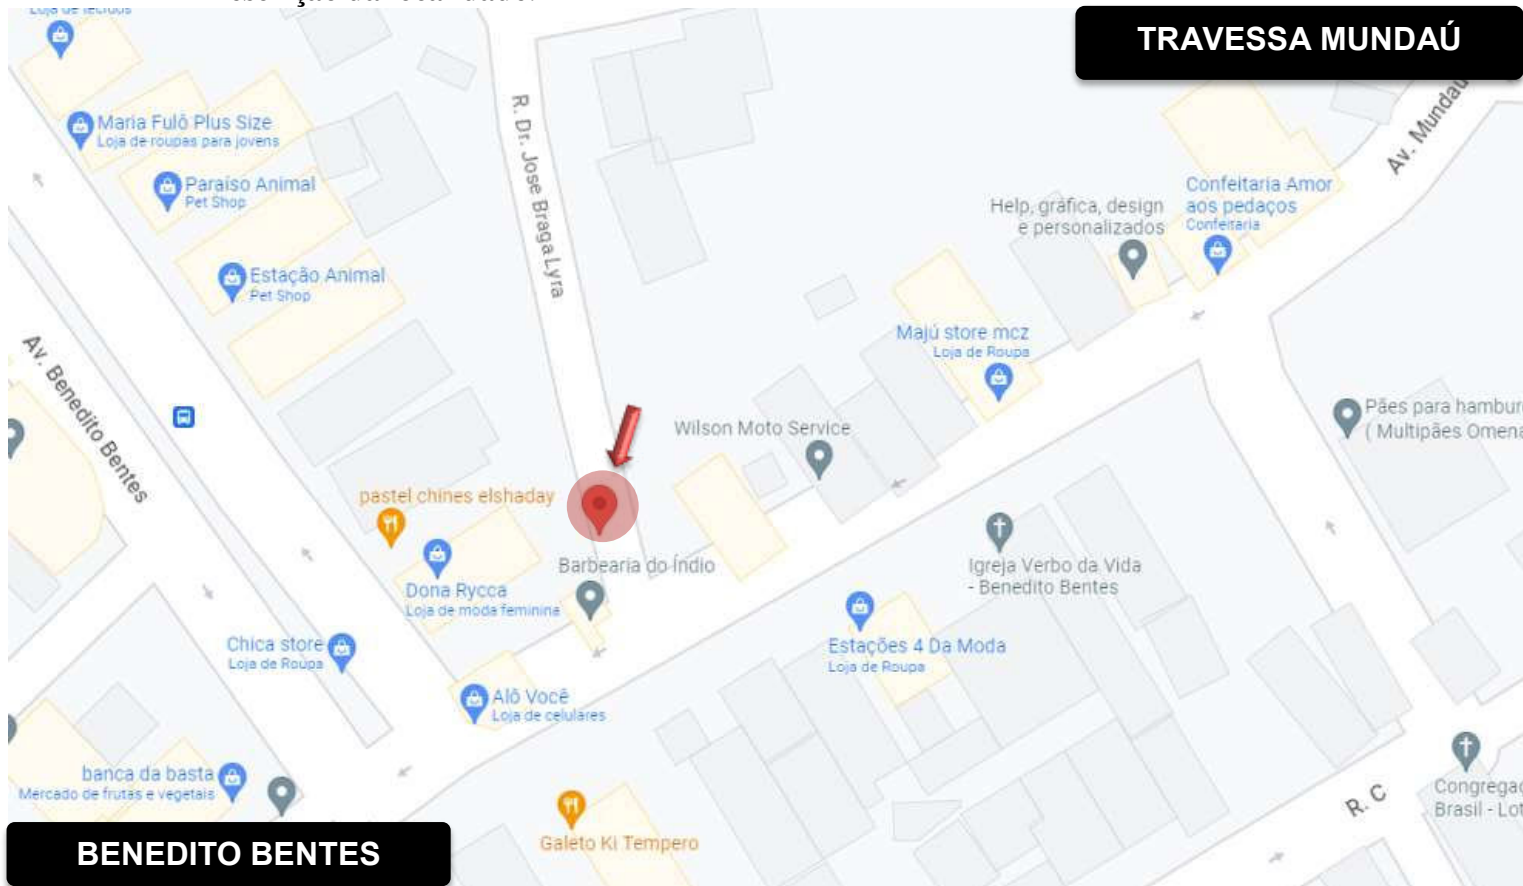 TRAVESSA MUNDAÚ
Loja de tecidos
Maria Fulô Plus Size
Loja de roupas para jovens
Paraíso Animal
Pet Shop
Estação Animal
Pet Shop
R. Dr. Jose Braga Lyra
Av. Mundaú
Confeitaria Amor
aos pedaços
Confeitaria
Help, gráfica, design
e personalizados
Majú store mcz
Loja de Roupa
Av. Benedito Bentes
Pães para hambur
( Multipães Omena
Wilson Moto Service
pastel chines elshaday
Barbearia do Índio
Igreja Verbo da Vida
- Benedito Bentes
Dona Rycca
Loja de moda feminina
Chica store
Loja de Roupa
Estações 4 Da Moda
Loja de Roupa
Alô Você
Loja de celulares
banca da basta
Mercado de frutas e vegetais
R. C
Congregaç
Brasil - Lot
Galeto Ki Tempero
BENEDITO BENTES